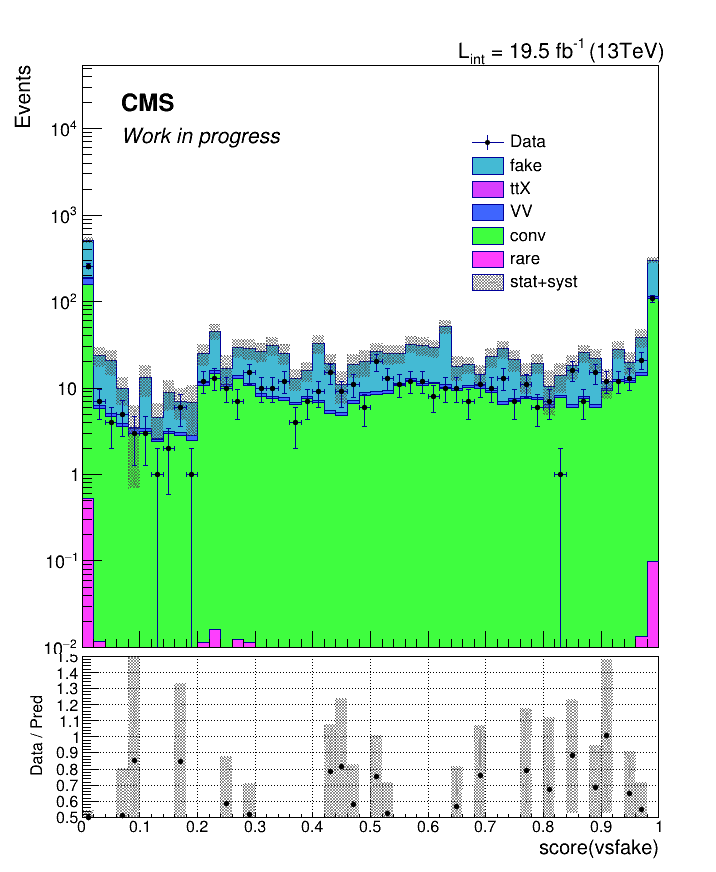 L_int = 19.5 fb^-1 (13TeV)
Events
CMS
Work in progress
Data
fake
ttX
VV
conv
rare
stat+syst
10^4
10^3
10^2
10
1
10^-1
10^-2
Data / Pred
1.5
1.4
1.3
1.2
1.1
1
0.9
0.8
0.7
0.6
0.5
0 0.1 0.2 0.3 0.4 0.5 0.6 0.7 0.8 0.9 1
score(vsfake)